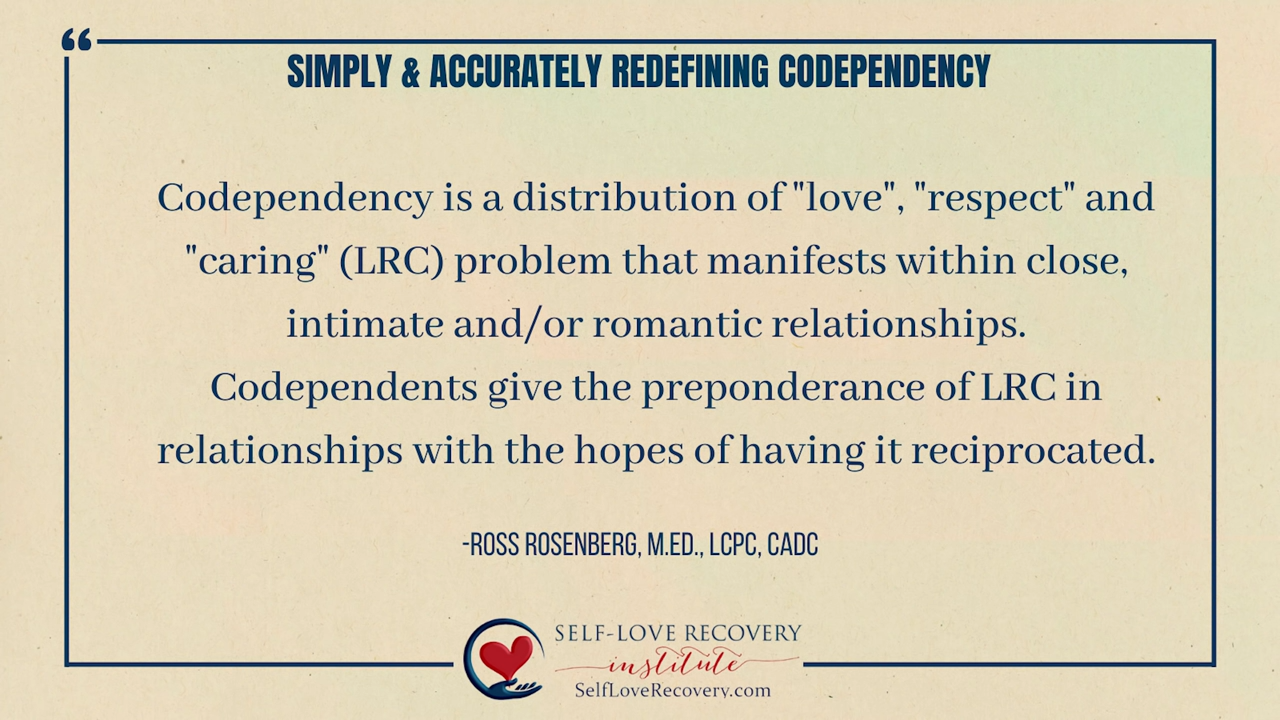 “
SIMPLY & ACCURATELY REDEFINING CODEPENDENCY
Codependency is a distribution of "love", "respect" and
"caring" (LRC) problem that manifests within close,
intimate and/or romantic relationships.
Codependents give the preponderance of LRC in
relationships with the hopes of having it reciprocated.
-ROSS ROSENBERG, M.ED., LCPC, CADC
SELF-LOVE RECOVERY
institute
SelfLoveRecovery.com